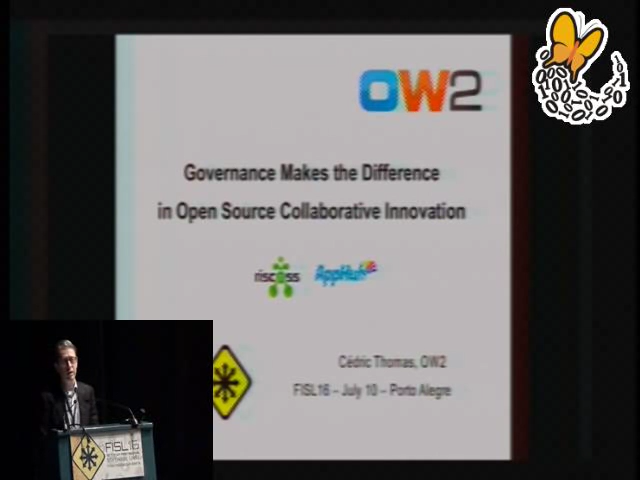 OW2
Governance Makes the Difference
in Open Source Collaborative Innovation
riscoss AppHub
Cédric Thomas, OW2
FISL16 – July 10 – Porto Alegre
FISL16